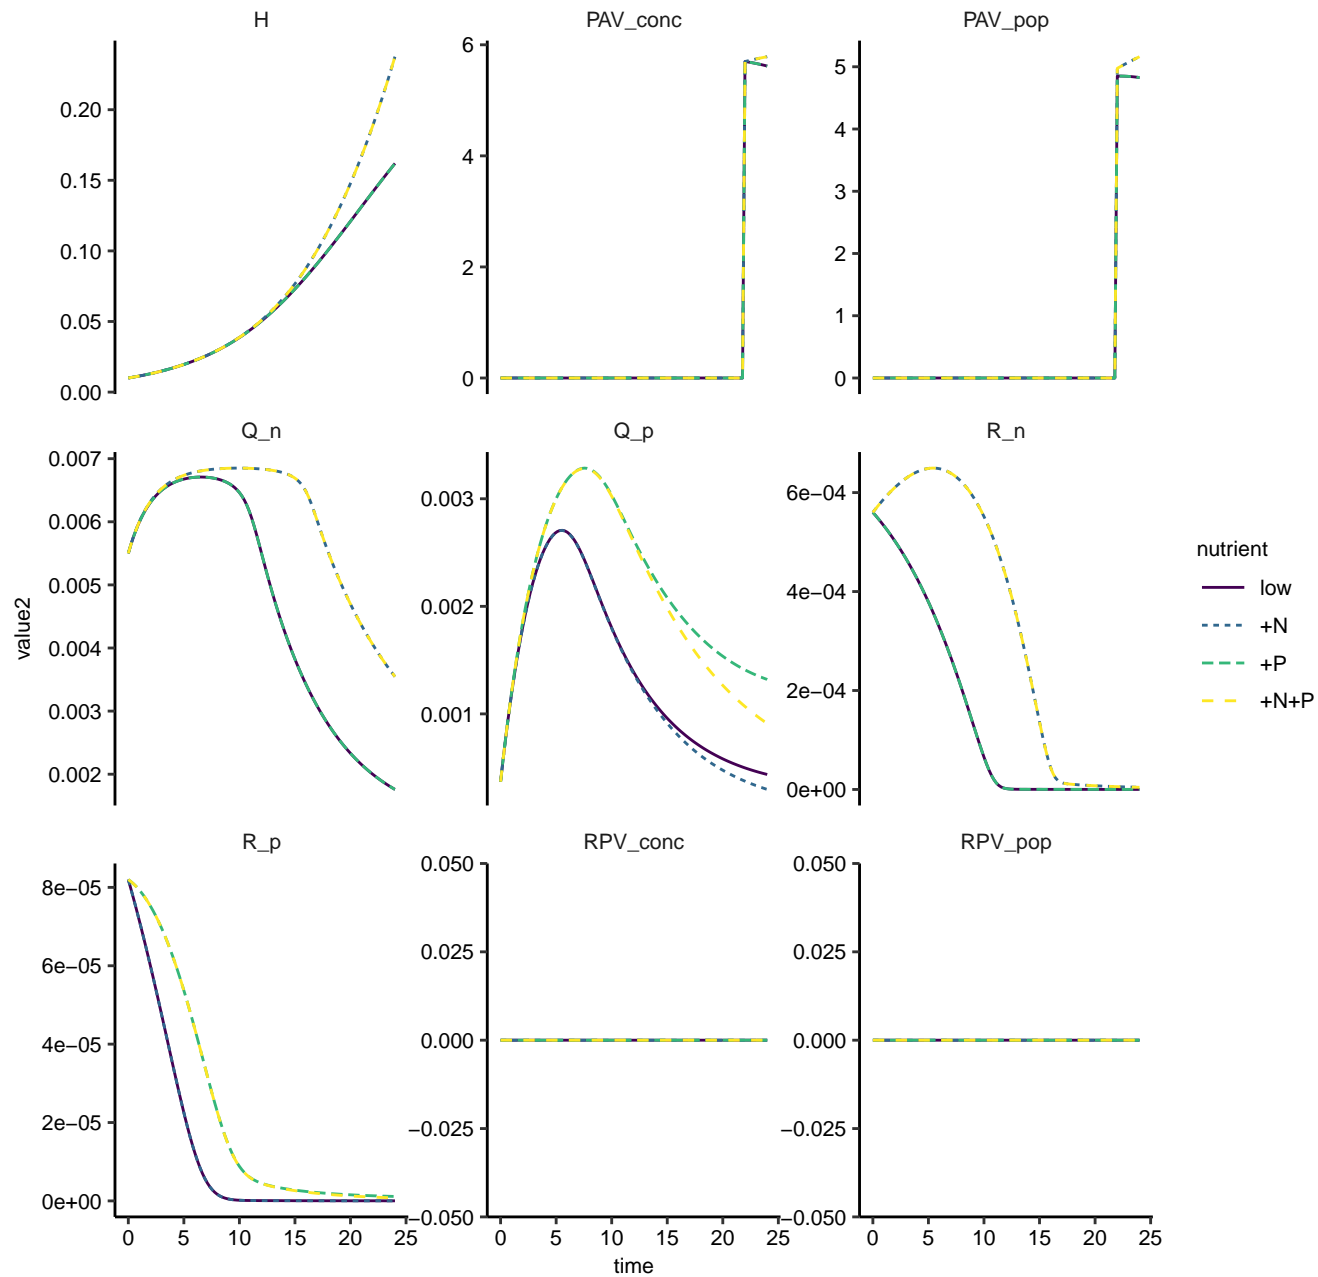 H
PAV_conc
PAV_pop
0.20
0.15
0.10
0.05
0.00
6
4
2
0
5
4
3
2
1
0
Q_n
Q_p
R_n
value2
0.007
0.006
0.005
0.004
0.003
0.002
0.003
0.002
0.001
6e−04
4e−04
2e−04
0e+00
nutrient
low
+N
+P
+N+P
R_p
RPV_conc
RPV_pop
8e−05
6e−05
4e−05
2e−05
0e+00
0.050
0.025
0.000
−0.025
−0.050
0.050
0.025
0.000
−0.025
−0.050
0 5 10 15 20 25
0 5 10 15 20 25
0 5 10 15 20 25
time